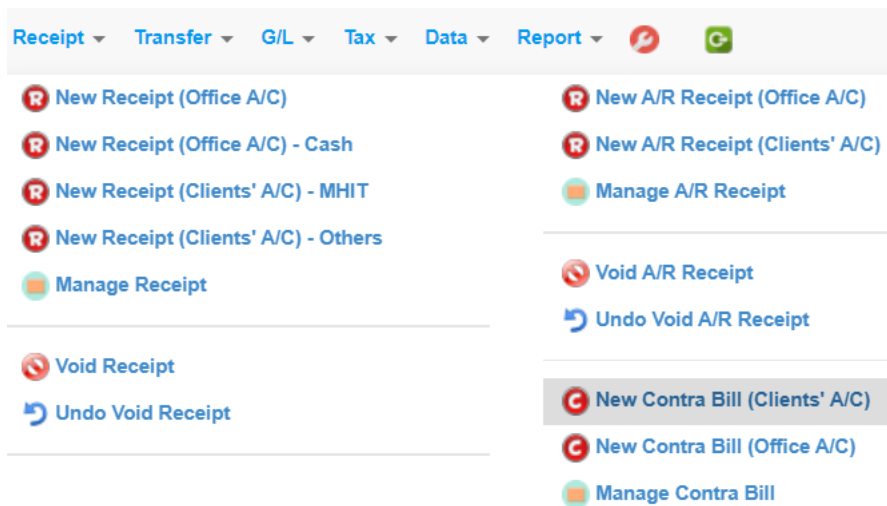 Receipt Transfer G/L Tax Data Report
New Receipt (Office A/C)
New Receipt (Office A/C) - Cash
New Receipt (Clients' A/C) - MHIT
New Receipt (Clients' A/C) - Others
Manage Receipt
Void Receipt
Undo Void Receipt
New A/R Receipt (Office A/C)
New A/R Receipt (Clients' A/C)
Manage A/R Receipt
Void A/R Receipt
Undo Void A/R Receipt
New Contra Bill (Clients' A/C)
New Contra Bill (Office A/C)
Manage Contra Bill